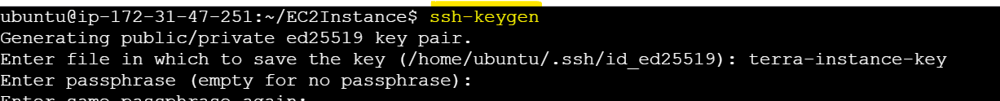 ubuntu@ip-172-31-47-251:~/EC2Instance$ ssh-keygen
Generating public/private ed25519 key pair.
Enter file in which to save the key (/home/ubuntu/.ssh/id_ed25519): terra-instance-key
Enter passphrase (empty for no passphrase):
Enter same passphrase again: